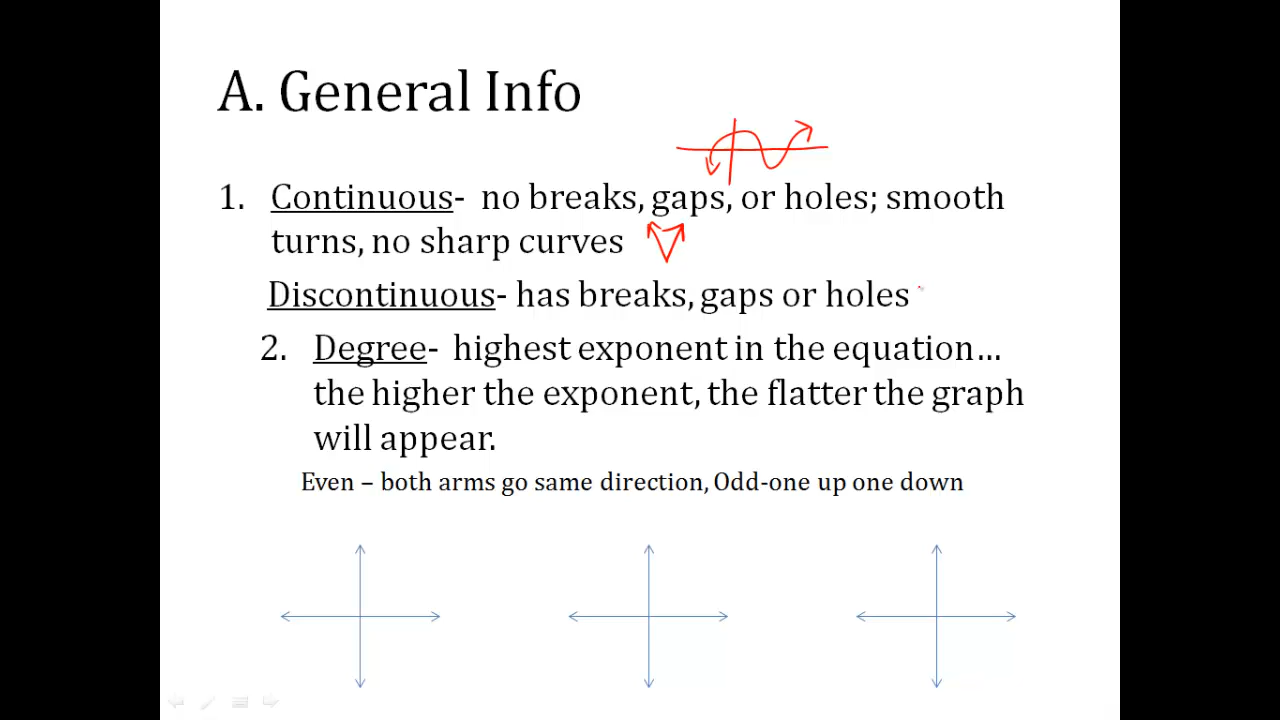 A. General Info
1. Continuous- no breaks, gaps, or holes; smooth
turns, no sharp curves
Discontinuous- has breaks, gaps or holes
2. Degree- highest exponent in the equation…
the higher the exponent, the flatter the graph
will appear.
Even – both arms go same direction, Odd-one up one down